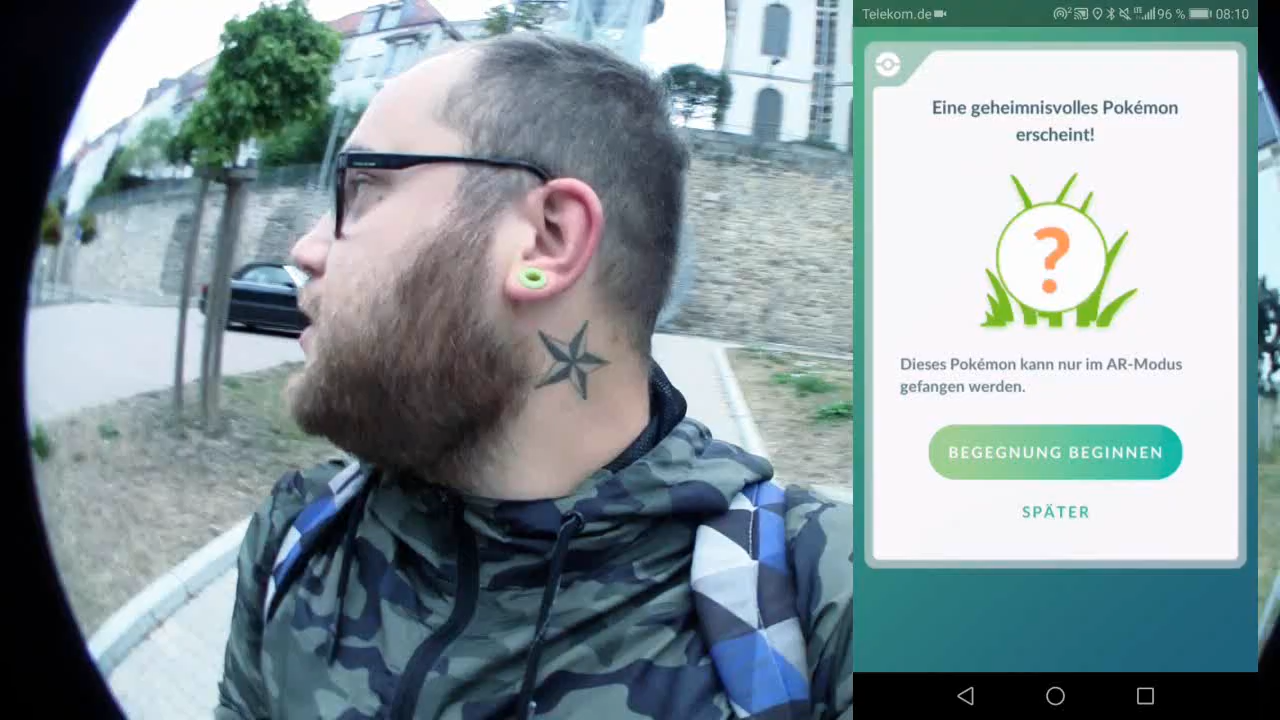 Telekom.de 96 % 08:10
Eine geheimnisvolles Pokémon
erscheint!
?
Dieses Pokémon kann nur im AR-Modus
gefangen werden.
BEGEGNUNG BEGINNEN
SPÄTER